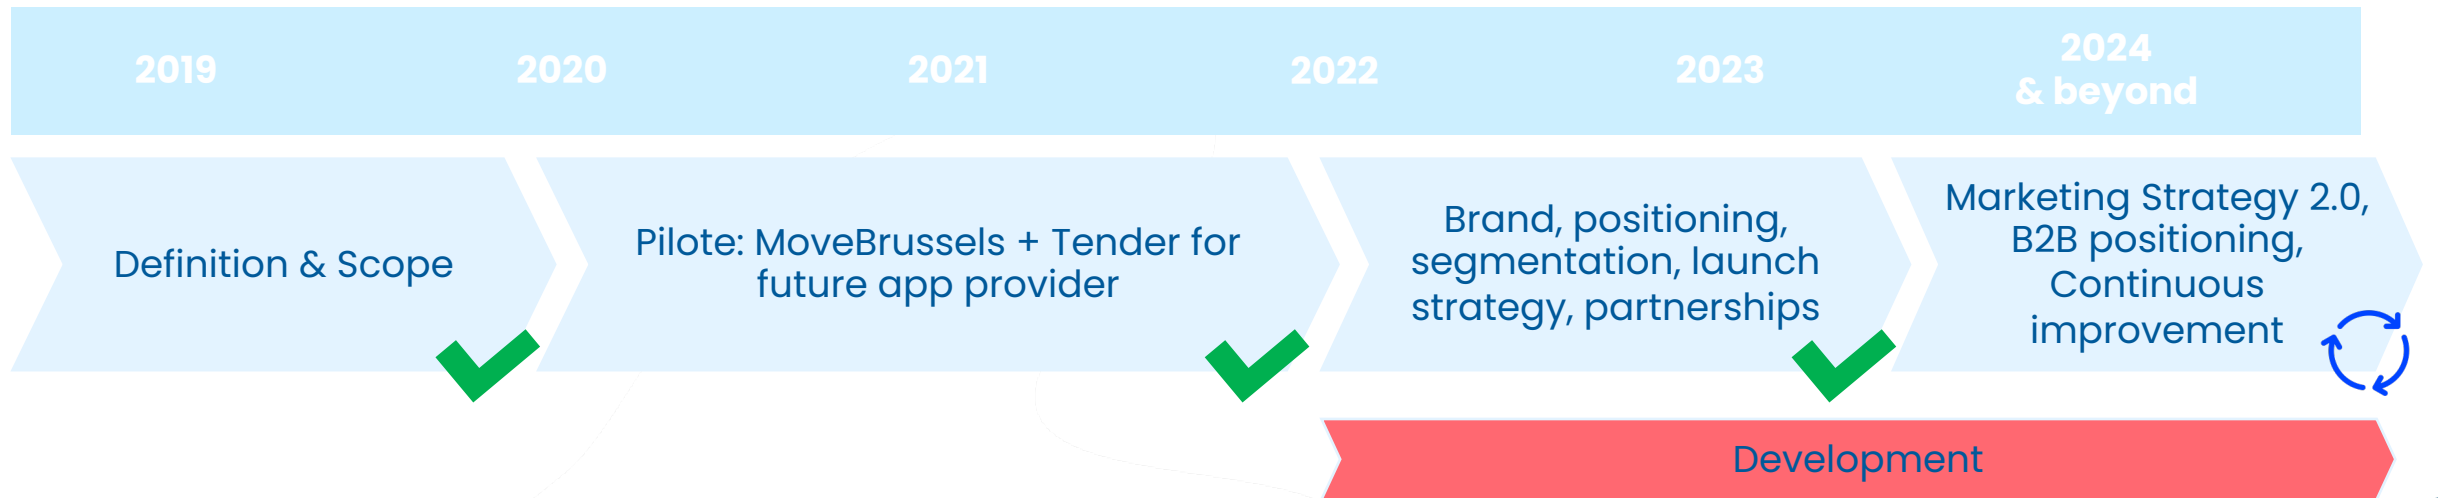 2019
2020
2021
2022
2023
2024
& beyond
Definition & Scope
Pilote: MoveBrussels + Tender for
future app provider
Brand, positioning,
segmentation, launch
strategy, partnerships
Marketing Strategy 2.0,
B2B positioning,
Continuous
improvement
Development